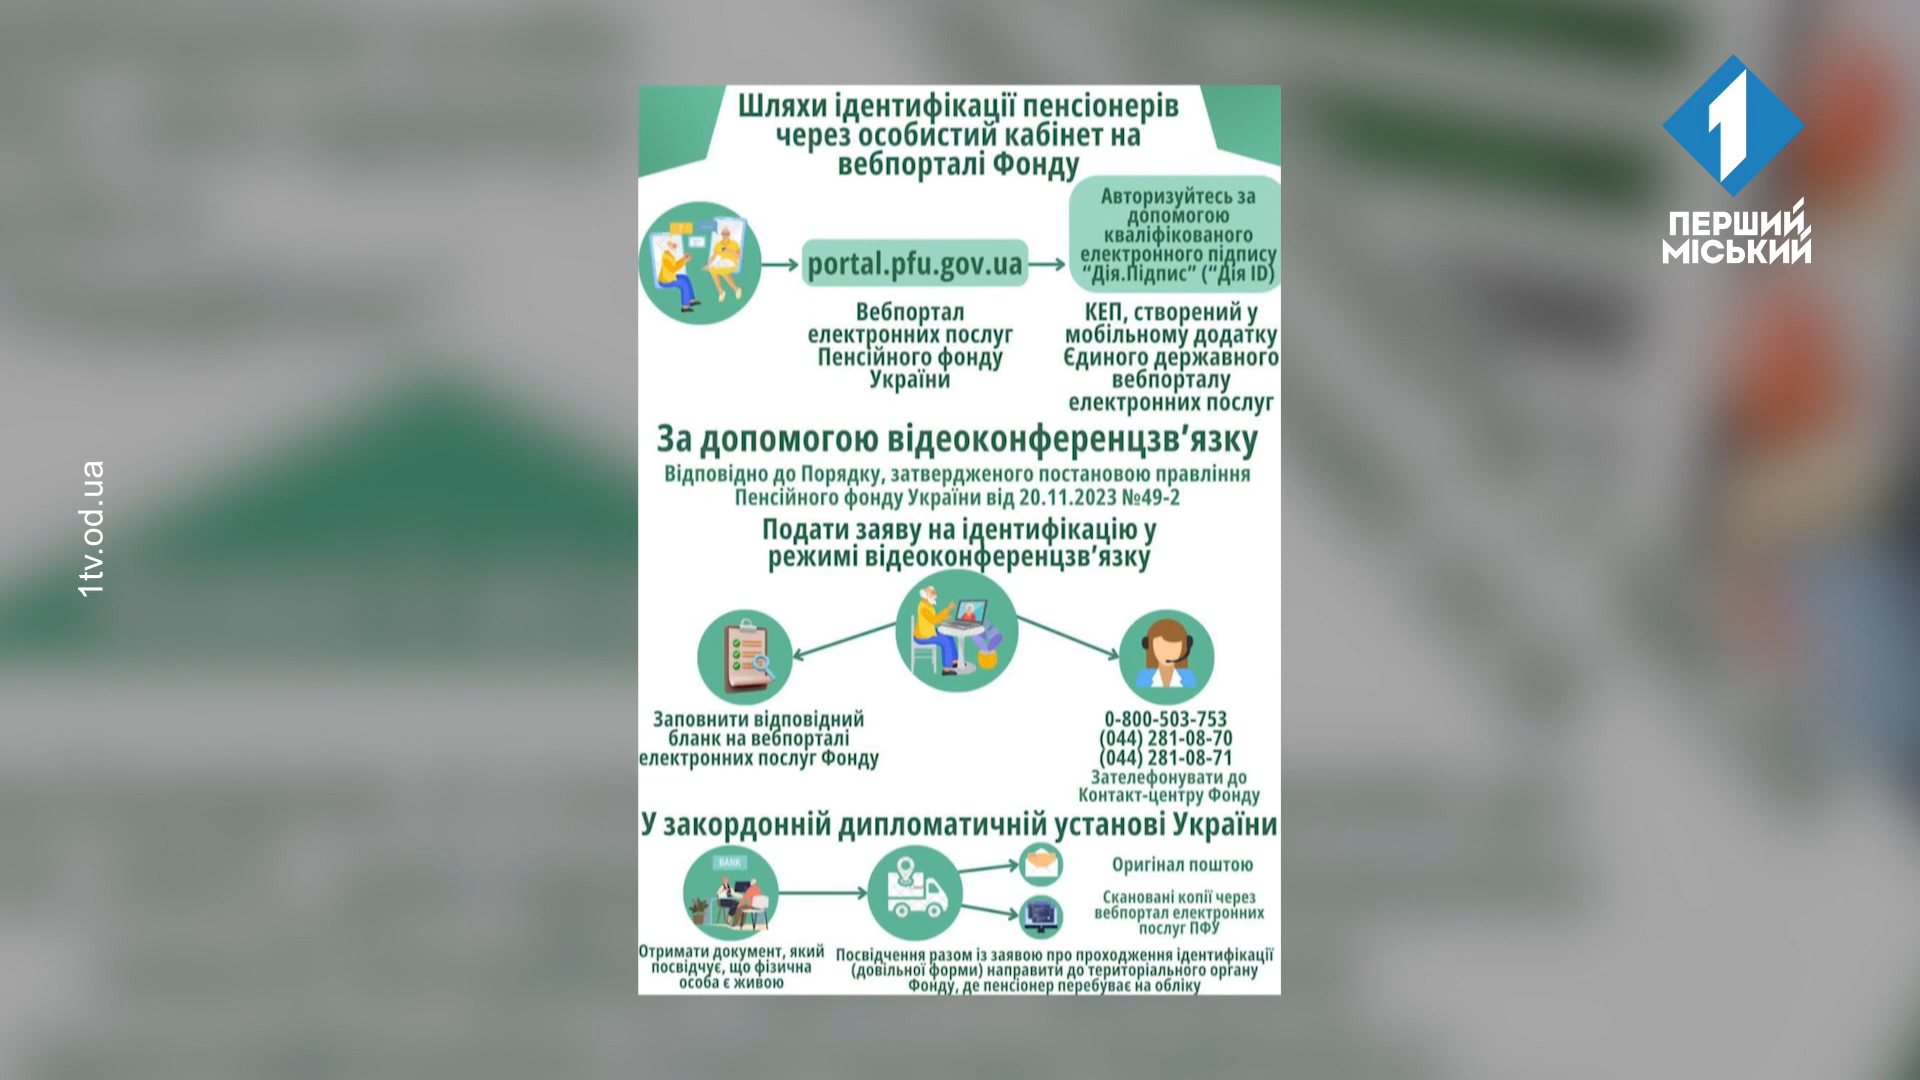 Шляхи ідентифікації пенсіонерів
через особистий кабінет на
вебпорталі Фонду
portal.pfu.gov.ua
Вебпортал
електронних послуг
Пенсійного фонду
України
Авторизуйтесь за
допомогою
кваліфікованого
електронного підпису
“Дія.Підпис” (“Дія ID)
КЕП, створений у
мобільному додатку
Єдиного державного
вебпорталу
електронних послуг
За допомогою відеоконференцзв’язку
Відповідно до Порядку, затвердженого постановою правління
Пенсійного фонду України від 20.11.2023 №49-2
Подати заяву на ідентифікацію у
режимі відеоконференцзв’язку
Заповнити відповідний
бланк на вебпорталі
електронних послуг Фонду
0-800-503-753
(044) 281-08-70
(044) 281-08-71
Зателефонувати до
Контакт-центру Фонду
У закордонній дипломатичній установі України
BANK
Отримати документ, який
посвідчує, що фізична
особа є живою
Оригінал поштою
Скановані копії через
вебпортал електронних
послуг ПФУ
Посвідчення разом із заявою про проходження ідентифікації
(довільної форми) направити до територіального органу
Фонду, де пенсіонер перебуває на обліку
1tv.od.ua
1
ПЕРШИЙ
МІСЬКИЙ